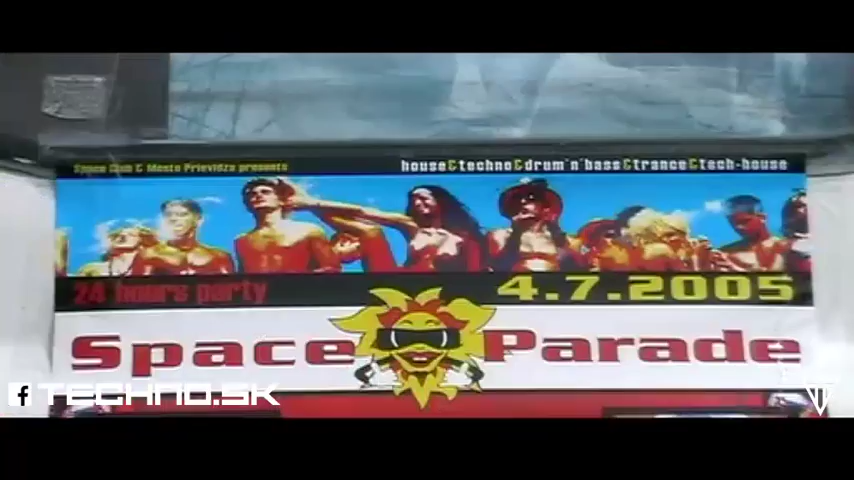 Space Club & Mesto Prievidza presents
house&techno&drum'n'bass&trance&tech-house
24 hours party
4.7.2005
Space Parade
f TECHNO.SK